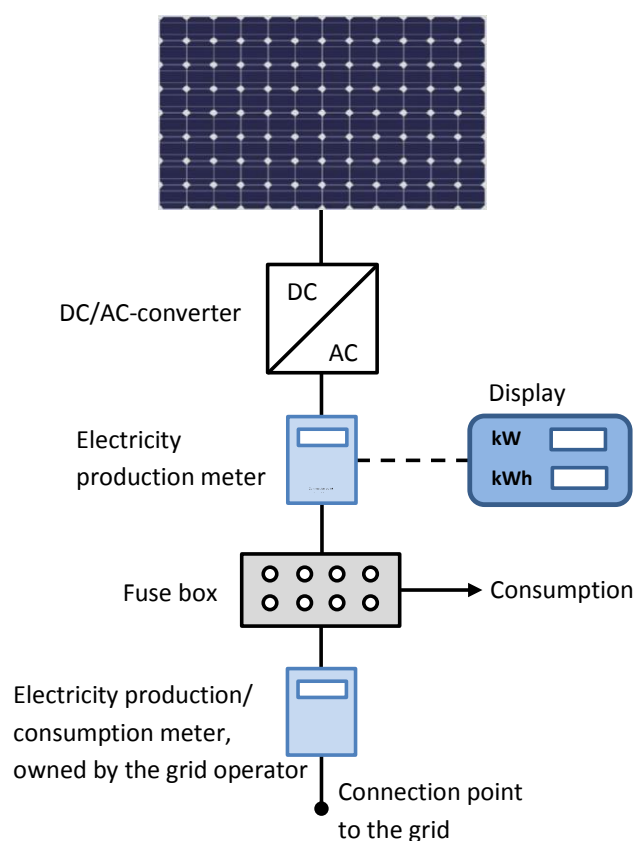 DC
DC/AC-converter
AC
Display
Electricity
production meter
kW
kWh
Fuse box
Consumption
Electricity production/
consumption meter,
owned by the grid operator
Connection point
to the grid